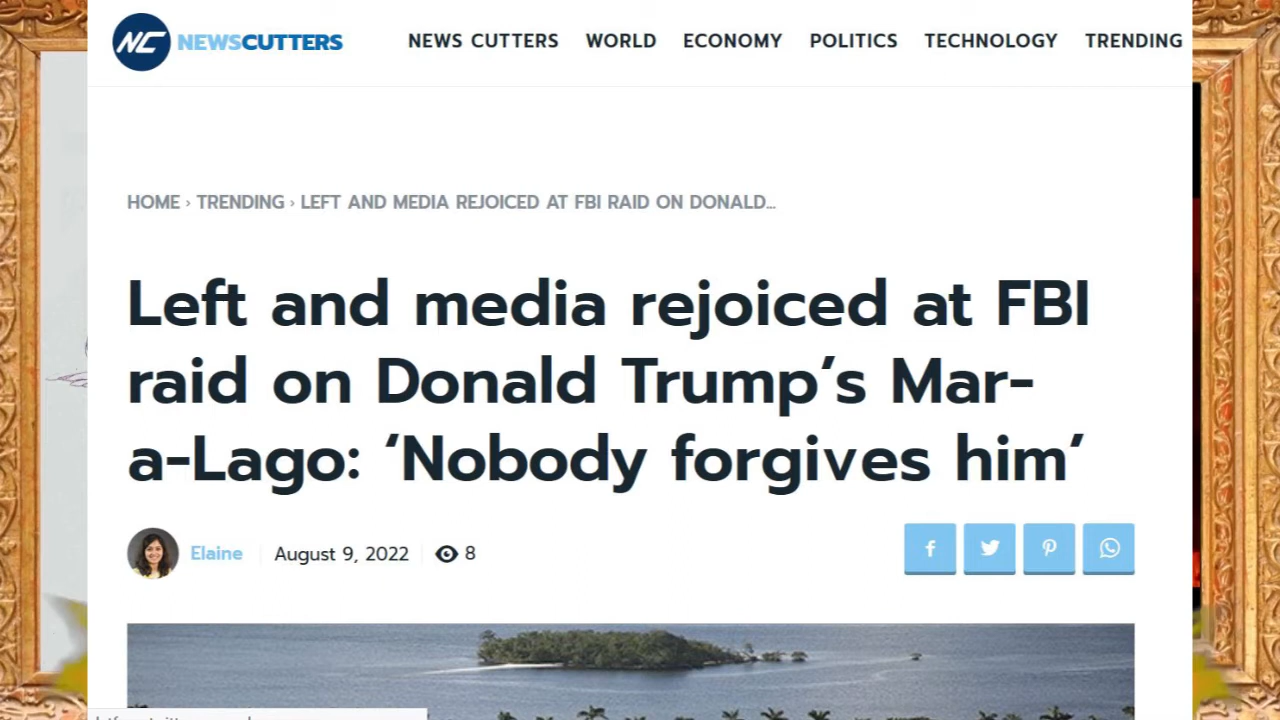 NC NEWSCUTTERS NEWS CUTTERS WORLD ECONOMY POLITICS TECHNOLOGY TRENDING
HOME › TRENDING › LEFT AND MEDIA REJOICED AT FBI RAID ON DONALD...
Left and media rejoiced at FBI
raid on Donald Trump’s Mar-
a-Lago: ‘Nobody forgives him’
Elaine August 9, 2022 8